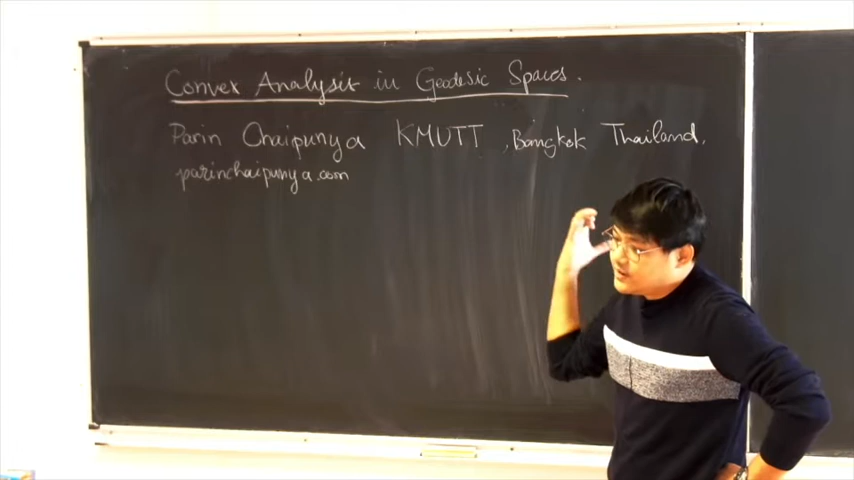 Convex Analysis in Geodesic Spaces.
Parin Chaipunya KMUTT, Bangkok Thailand,
parinchaipunya.com